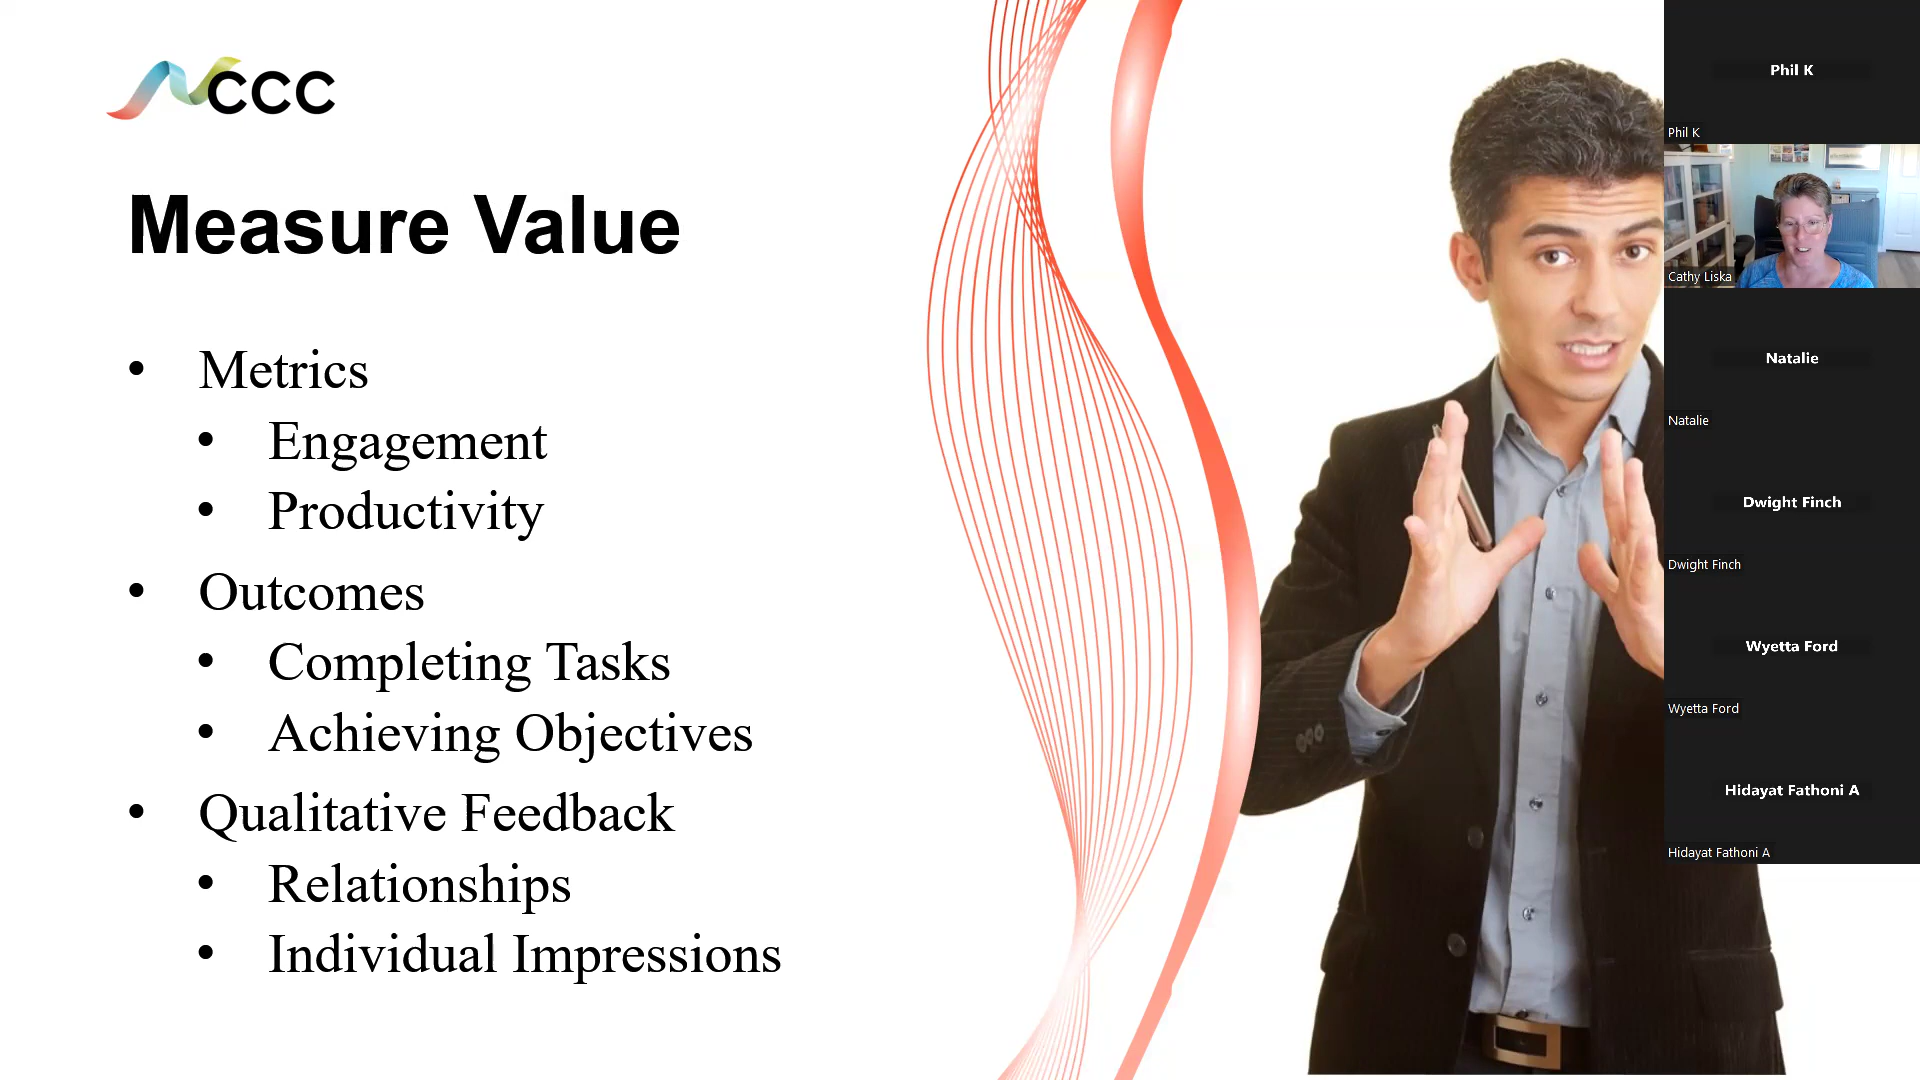 NCCC
Measure Value
• Metrics
• Engagement
• Productivity
• Outcomes
• Completing Tasks
• Achieving Objectives
• Qualitative Feedback
• Relationships
• Individual Impressions
Phil K
Phil K
Cathy Liska
Natalie
Natalie
Dwight Finch
Dwight Finch
Wyetta Ford
Wyetta Ford
Hidayat Fathoni A
Hidayat Fathoni A